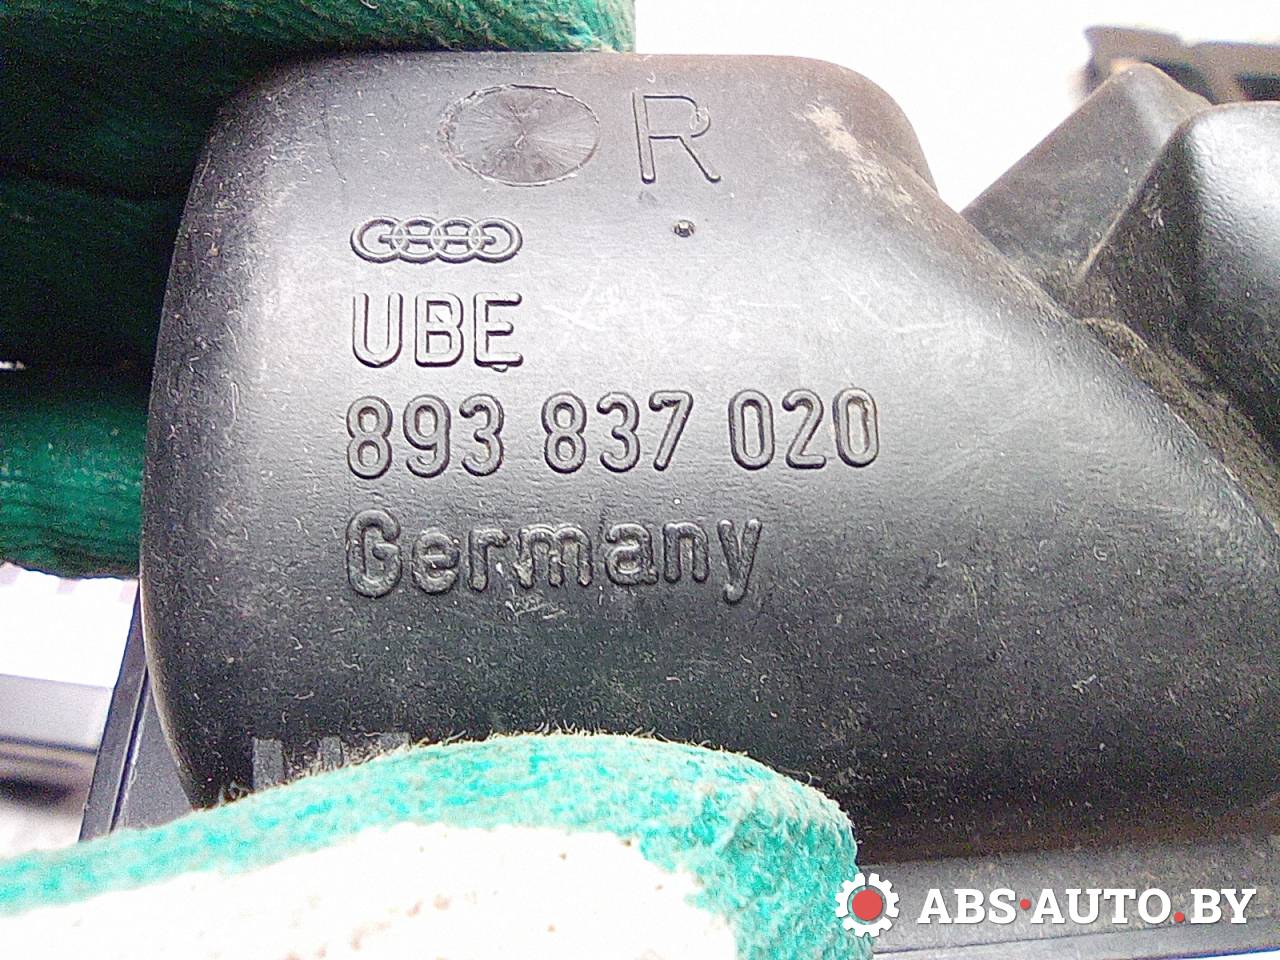 R
UBE
893 837 020
Germany
ABS·AUTO.BY